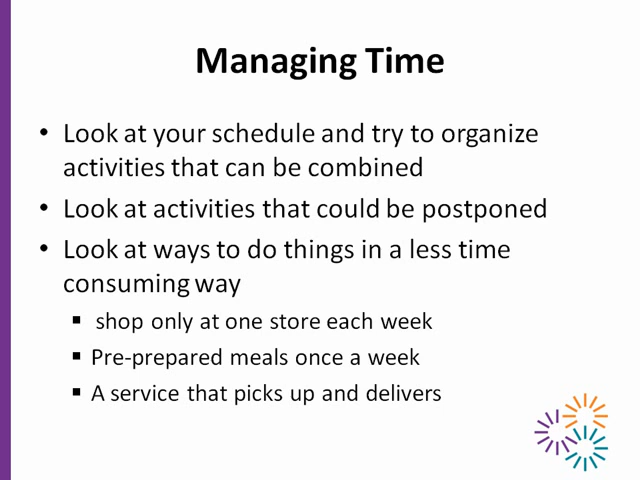 Managing Time
• Look at your schedule and try to organize
activities that can be combined
• Look at activities that could be postponed
• Look at ways to do things in a less time
consuming way
▪ shop only at one store each week
▪ Pre-prepared meals once a week
▪ A service that picks up and delivers